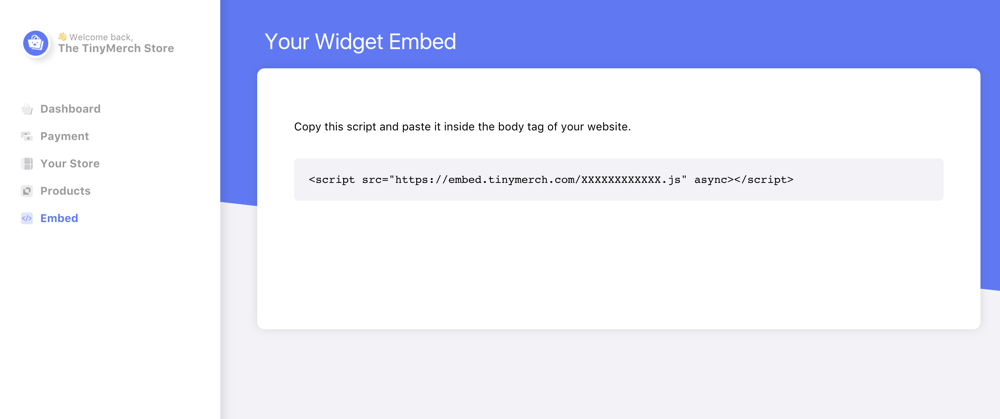 👋 Welcome back,
The TinyMerch Store
Dashboard
Payment
Your Store
Products
Embed
Your Widget Embed
Copy this script and paste it inside the body tag of your website.
<script src="https://embed.tinymerch.com/XXXXXXXXXXXX.js" async></script>